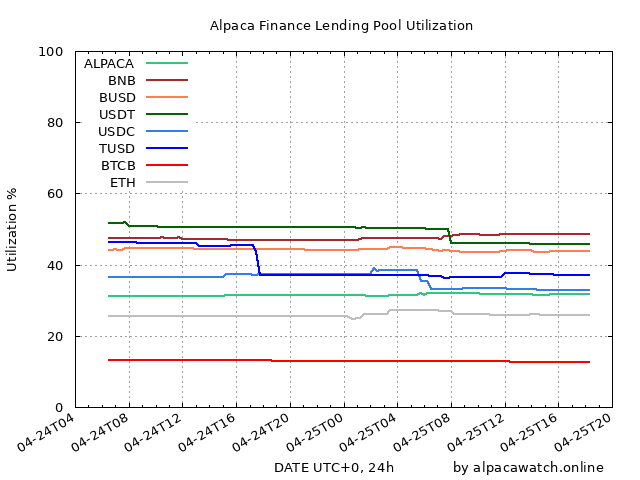 Alpaca Finance Lending Pool Utilization
100
80
60
40
20
0
Utilization %
ALPACA
BNB
BUSD
USDT
USDC
TUSD
BTCB
ETH
04-24T04
04-24T08
04-24T12
04-24T16
04-24T20
04-25T00
04-25T04
04-25T08
04-25T12
04-25T16
04-25T20
DATE UTC+0, 24h
by alpacawatch.online